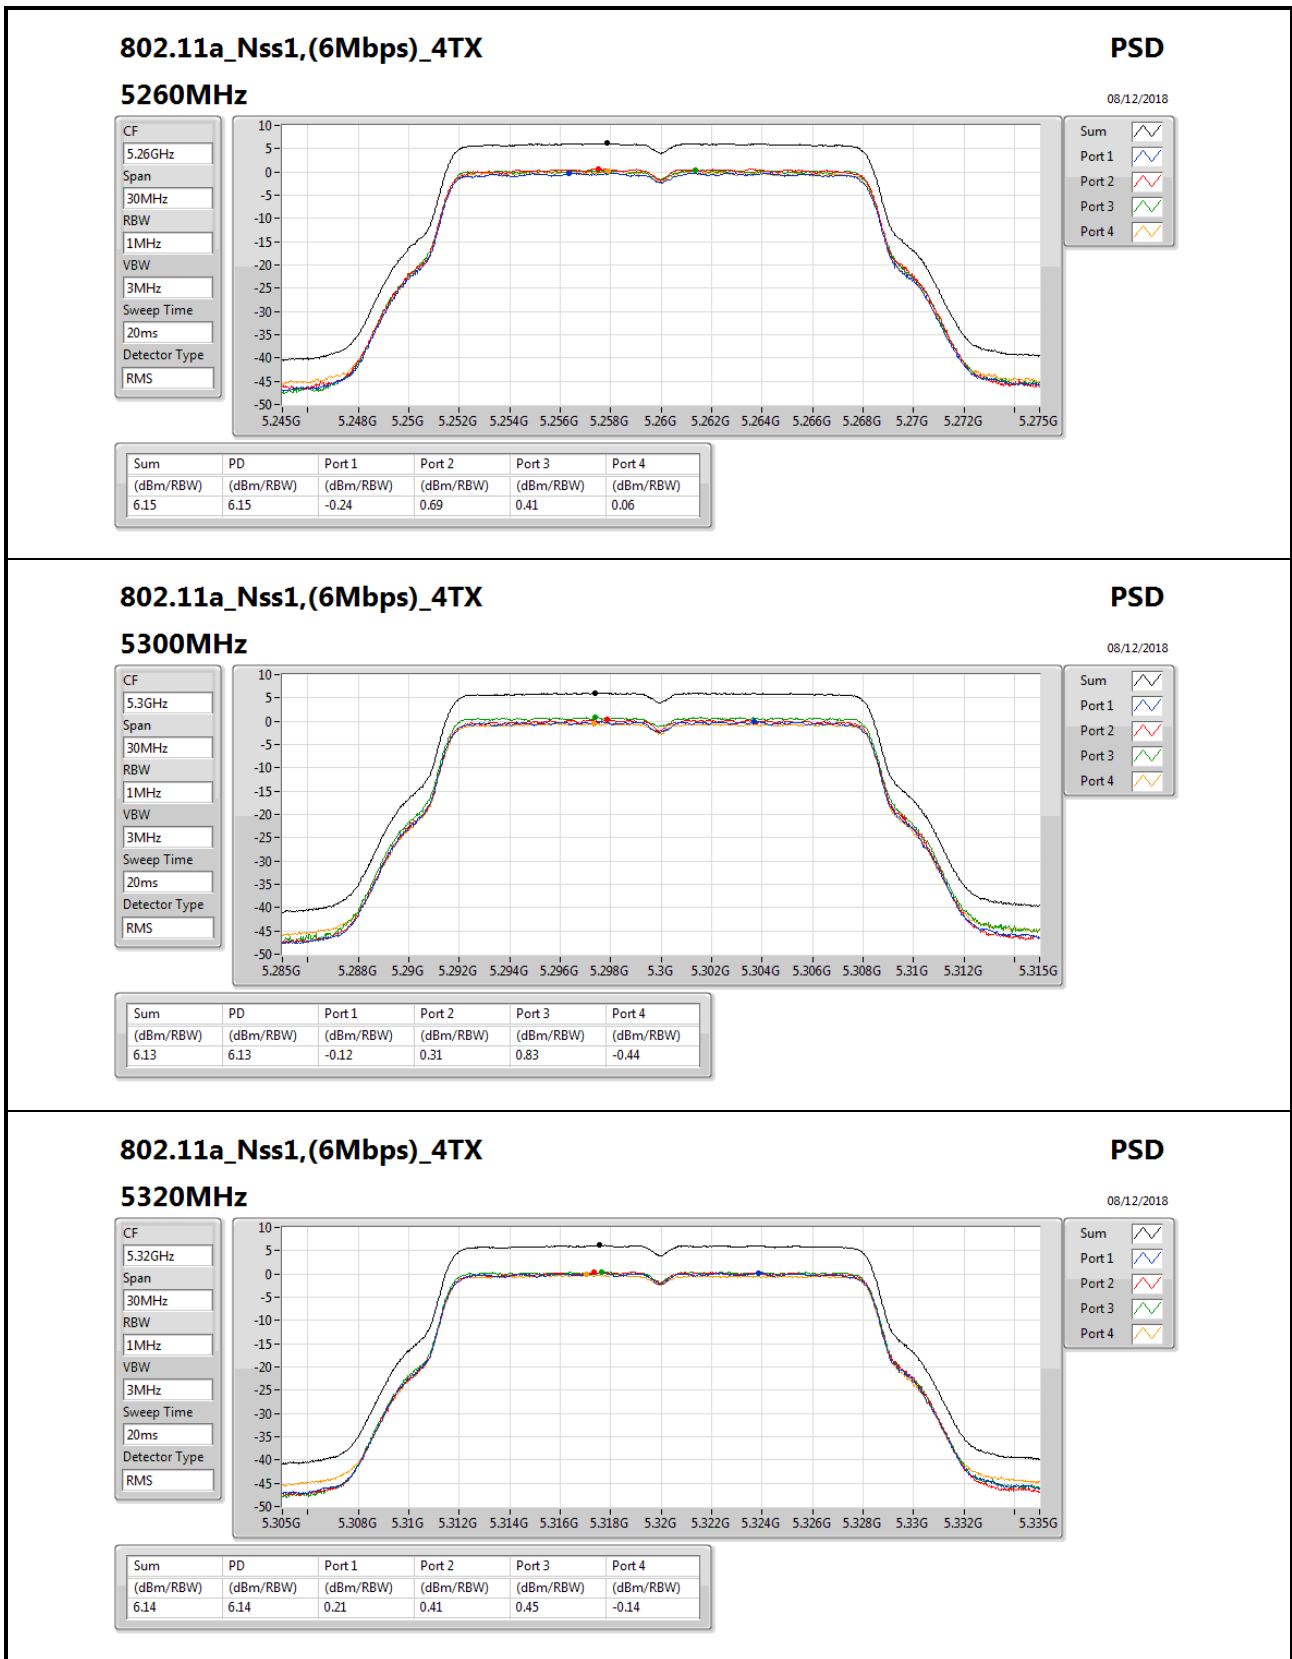 802.11a_Nss1,(6Mbps)_4TX PSD
5260MHz 08/12/2018
CF
5.26GHz
Span
30MHz
RBW
1MHz
VBW
3MHz
Sweep Time
20ms
Detector Type
RMS
10
5
0
-5
-10
-15
-20
-25
-30
-35
-40
-45
-50
5.245G 5.248G 5.25G 5.252G 5.254G 5.256G 5.258G 5.26G 5.262G 5.264G 5.266G 5.268G 5.27G 5.272G 5.275G
Sum
Port 1
Port 2
Port 3
Port 4
Sum PD Port 1 Port 2 Port 3 Port 4
(dBm/RBW) (dBm/RBW) (dBm/RBW) (dBm/RBW) (dBm/RBW) (dBm/RBW)
6.15 6.15 -0.24 0.69 0.41 0.06
802.11a_Nss1,(6Mbps)_4TX PSD
5300MHz 08/12/2018
CF
5.3GHz
Span
30MHz
RBW
1MHz
VBW
3MHz
Sweep Time
20ms
Detector Type
RMS
10
5
0
-5
-10
-15
-20
-25
-30
-35
-40
-45
-50
5.285G 5.288G 5.29G 5.292G 5.294G 5.296G 5.298G 5.3G 5.302G 5.304G 5.306G 5.308G 5.31G 5.312G 5.315G
Sum
Port 1
Port 2
Port 3
Port 4
Sum PD Port 1 Port 2 Port 3 Port 4
(dBm/RBW) (dBm/RBW) (dBm/RBW) (dBm/RBW) (dBm/RBW) (dBm/RBW)
6.13 6.13 -0.12 0.31 0.83 -0.44
802.11a_Nss1,(6Mbps)_4TX PSD
5320MHz 08/12/2018
CF
5.32GHz
Span
30MHz
RBW
1MHz
VBW
3MHz
Sweep Time
20ms
Detector Type
RMS
10
5
0
-5
-10
-15
-20
-25
-30
-35
-40
-45
-50
5.305G 5.308G 5.31G 5.312G 5.314G 5.316G 5.318G 5.32G 5.322G 5.324G 5.326G 5.328G 5.33G 5.332G 5.335G
Sum
Port 1
Port 2
Port 3
Port 4
Sum PD Port 1 Port 2 Port 3 Port 4
(dBm/RBW) (dBm/RBW) (dBm/RBW) (dBm/RBW) (dBm/RBW) (dBm/RBW)
6.14 6.14 0.21 0.41 0.45 -0.14